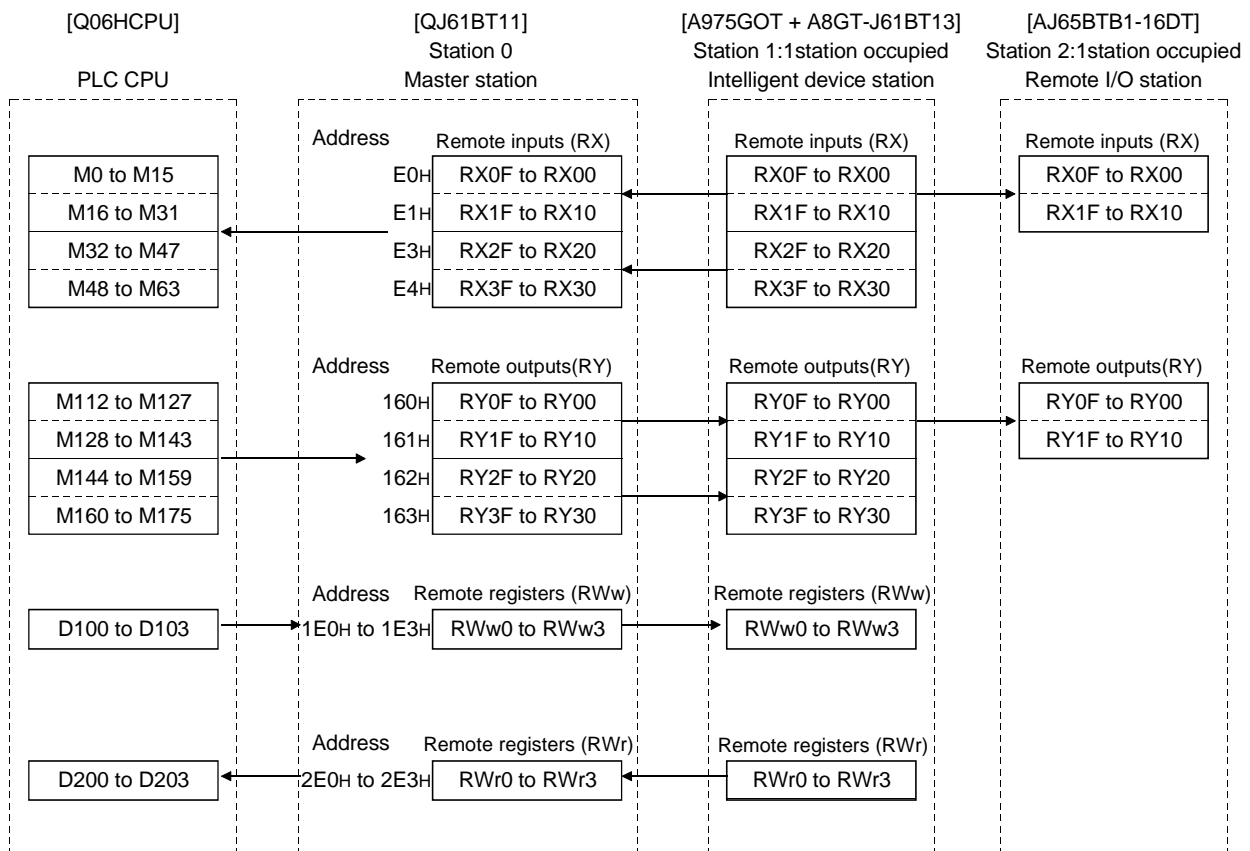 [Q06HCPU] [QJ61BT11] [A975GOT + A8GT-J61BT13] [AJ65BTB1-16DT]
Station 0 Station 1:1station occupied Station 2:1station occupied
PLC CPU Master station Intelligent device station Remote I/O station
Address Remote inputs (RX) Remote inputs (RX) Remote inputs (RX)
M0 to M15 E0H RX0F to RX00 RX0F to RX00 RX0F to RX00
M16 to M31 E1H RX1F to RX10 RX1F to RX10 RX1F to RX10
M32 to M47 E3H RX2F to RX20 RX2F to RX20
M48 to M63 E4H RX3F to RX30 RX3F to RX30
Address Remote outputs(RY) Remote outputs(RY) Remote outputs(RY)
M112 to M127 160H RY0F to RY00 RY0F to RY00 RY0F to RY00
M128 to M143 161H RY1F to RY10 RY1F to RY10 RY1F to RY10
M144 to M159 162H RY2F to RY20 RY2F to RY20
M160 to M175 163H RY3F to RY30 RY3F to RY30
Address Remote registers (RWw) Remote registers (RWw)
D100 to D103 1E0H to 1E3H RWw0 to RWw3 RWw0 to RWw3
Address Remote registers (RWr) Remote registers (RWr)
D200 to D203 2E0H to 2E3H RWr0 to RWr3 RWr0 to RWr3